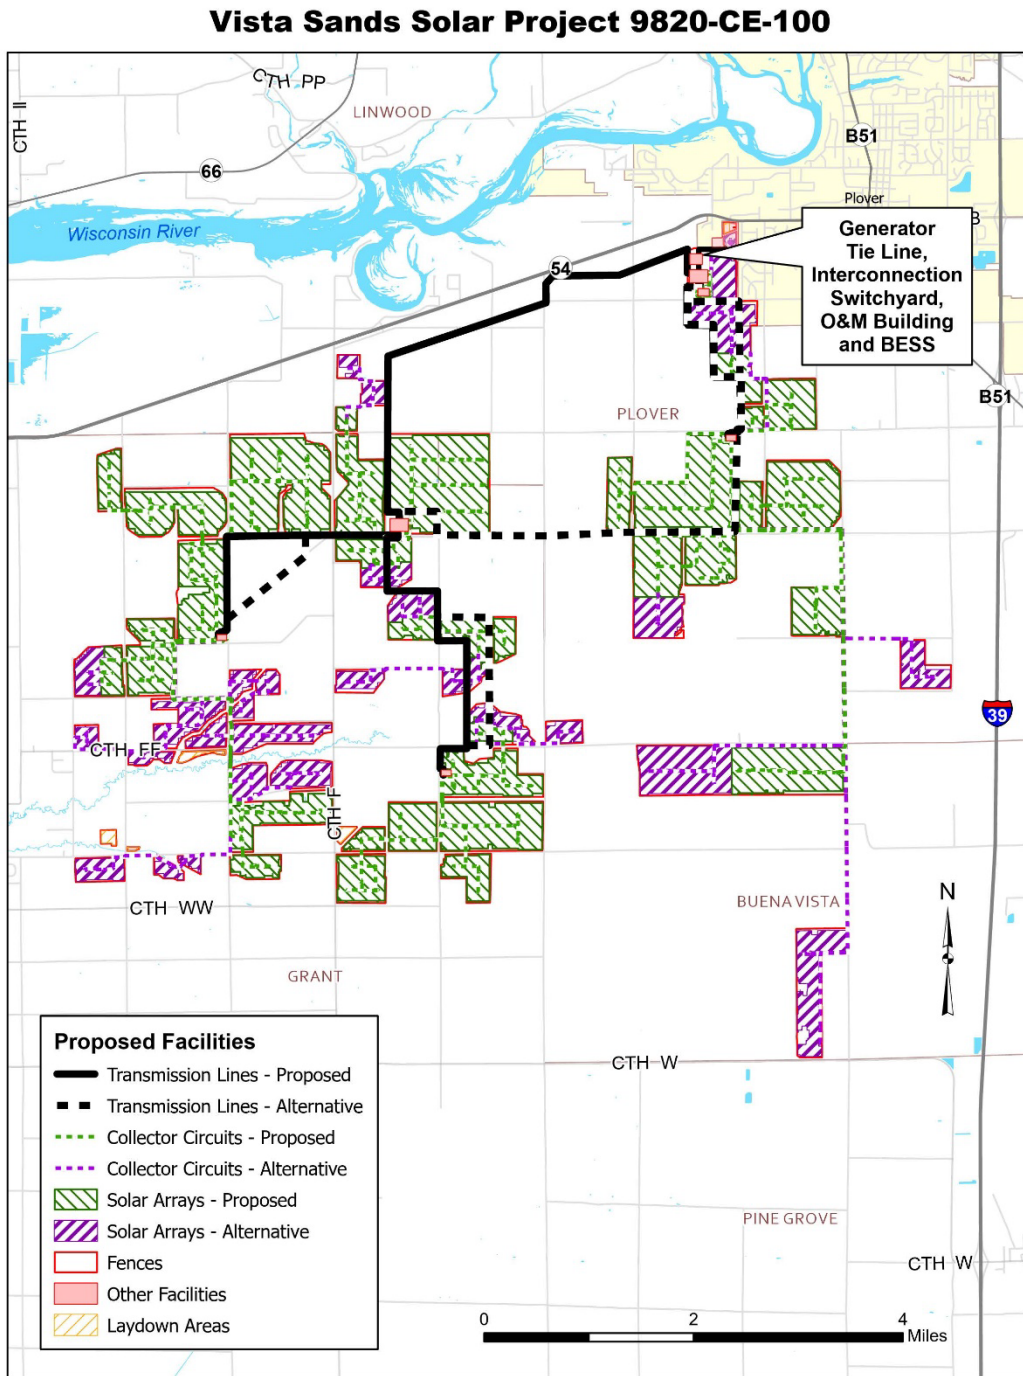 Vista Sands Solar Project 9820-CE-100
CTH PP
LINWOOD
CTH II
B51
66
Plover
Wisconsin River
B
Generator
Tie Line,
Interconnection
Switchyard,
O&M Building
and BESS
54
B51
PLOVER
39
CTH FF
CTH F
CTH WW
BUENA VISTA
N
GRANT
Proposed Facilities
Transmission Lines - Proposed
Transmission Lines - Alternative
Collector Circuits - Proposed
Collector Circuits - Alternative
Solar Arrays - Proposed
Solar Arrays - Alternative
Fences
Other Facilities
Laydown Areas
CTH W
PINE GROVE
CTH W
0 2 4
Miles